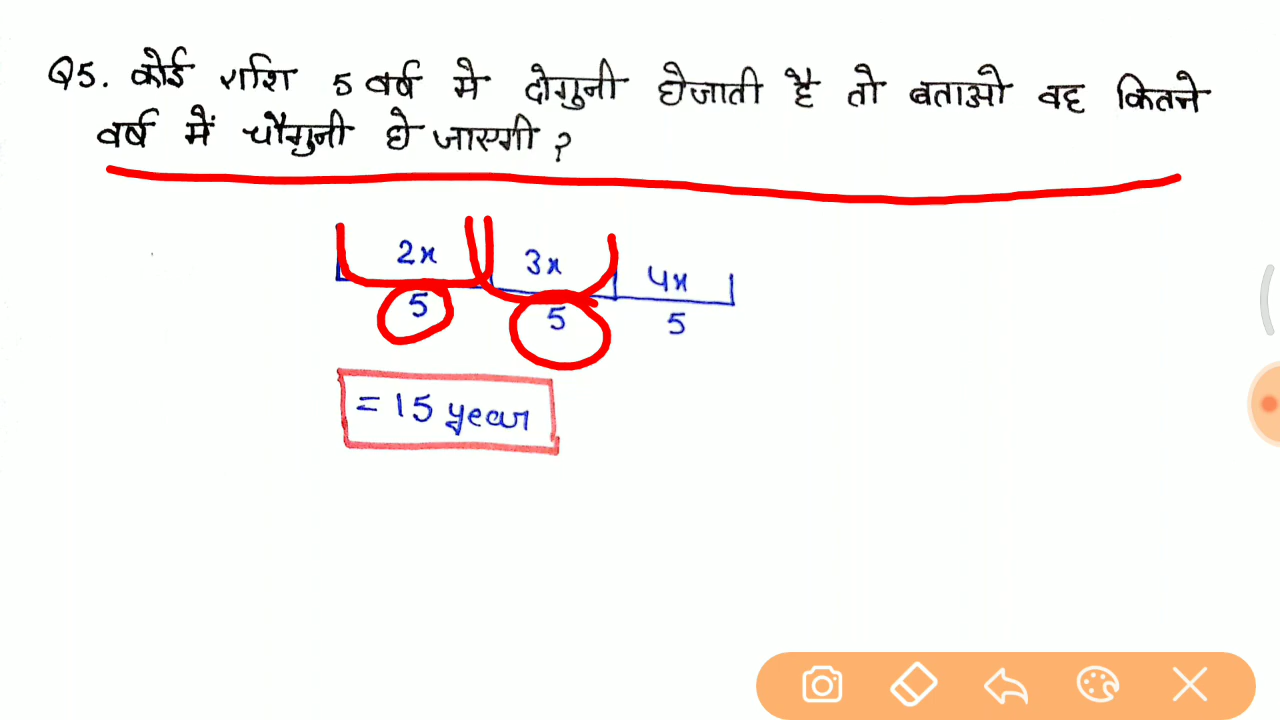 Q5. कोई राशि 5 वर्ष मे दोगुनी होजाती है तो बताओ वह कितने
वर्ष में चौगुनी हो जाएगी ?
2x 3x 4x
5 5 5
= 15 year